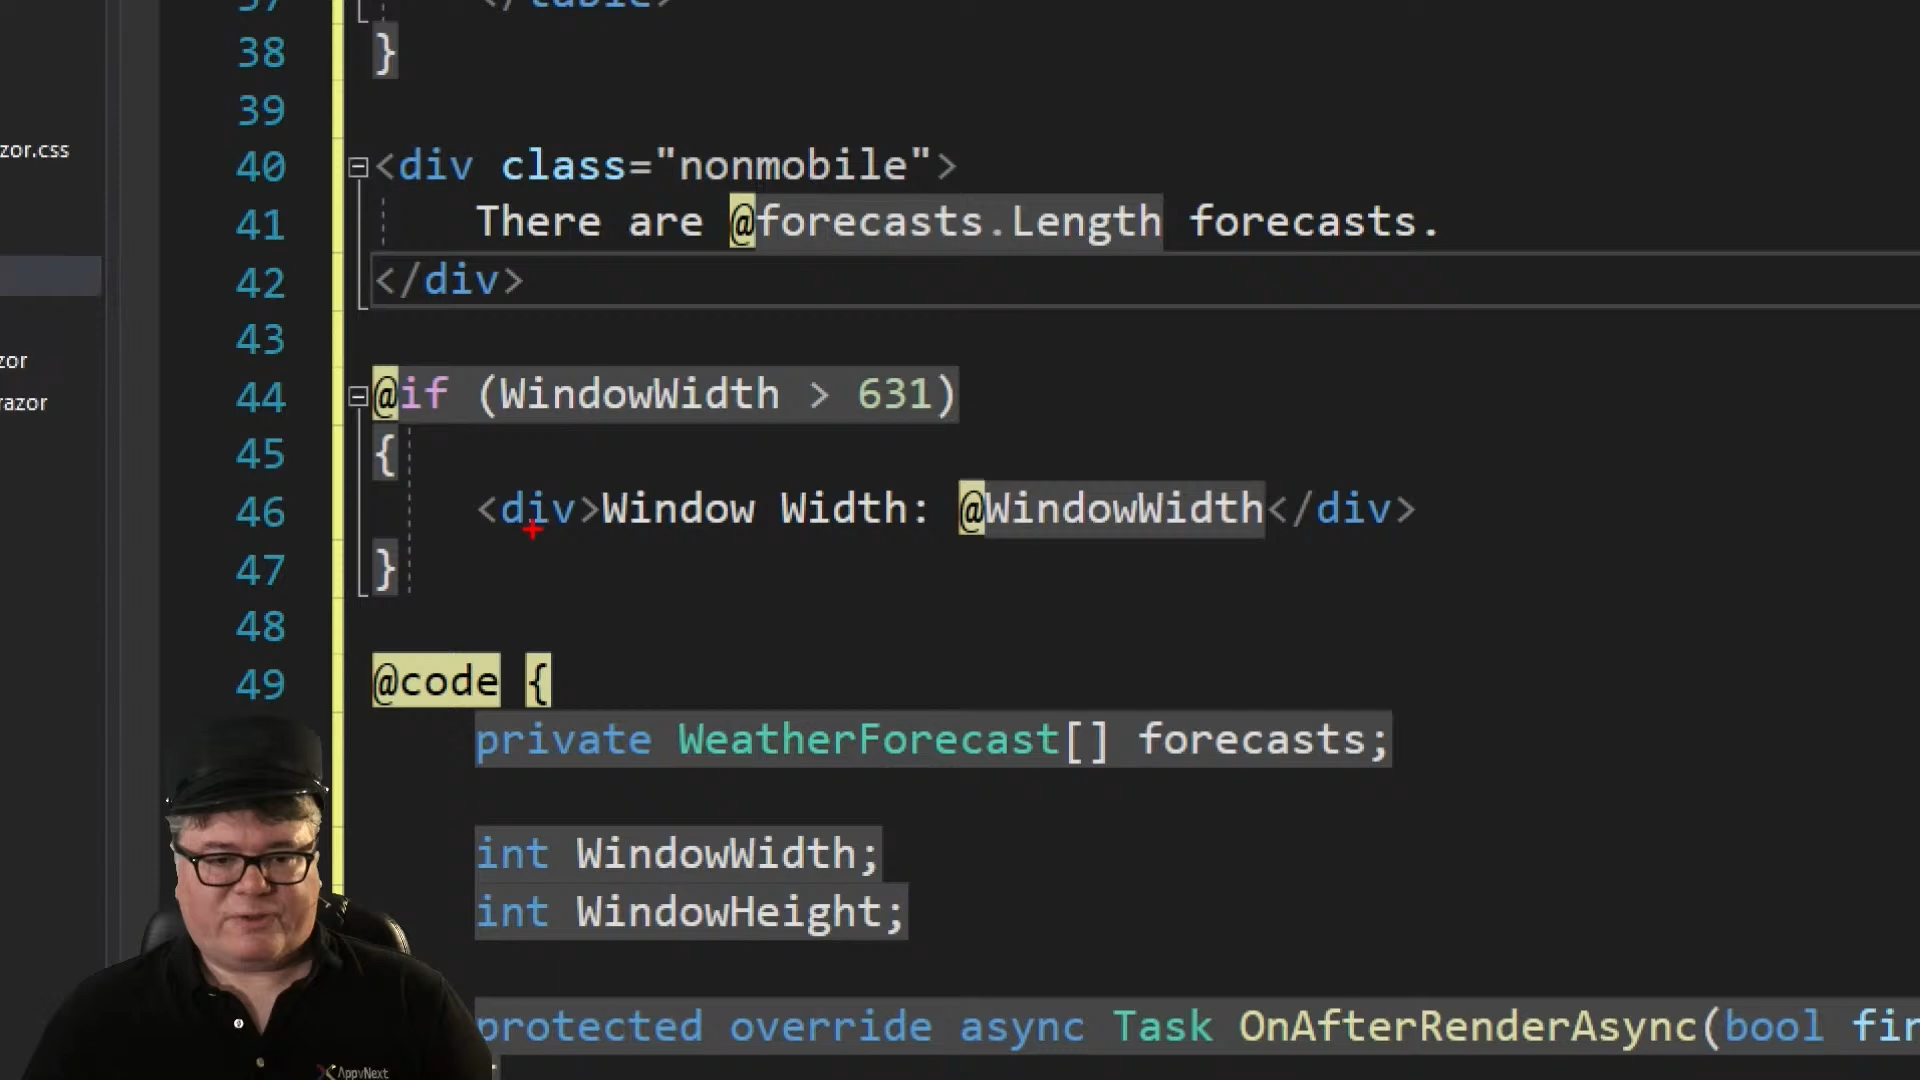 37 </table>
38 }
39
zor.css
40 <div class="nonmobile">
41 There are @forecasts.Length forecasts.
42 </div>
43
zor
44 @if (WindowWidth > 631)
razor
45 {
46 <div>Window Width: @WindowWidth</div>
47 }
48
49 @code {
private WeatherForecast[] forecasts;
int WindowWidth;
int WindowHeight;
protected override async Task OnAfterRenderAsync(bool fir
{
AppvNext